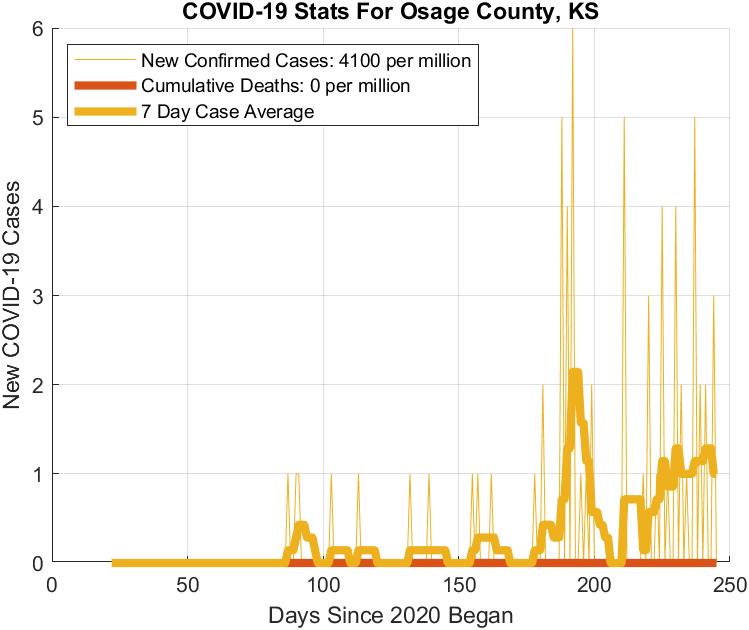 COVID-19 Stats For Osage County, KS
New Confirmed Cases: 4100 per million
Cumulative Deaths: 0 per million
7 Day Case Average
New COVID-19 Cases
6
5
4
3
2
1
0
0 50 100 150 200 250
Days Since 2020 Began